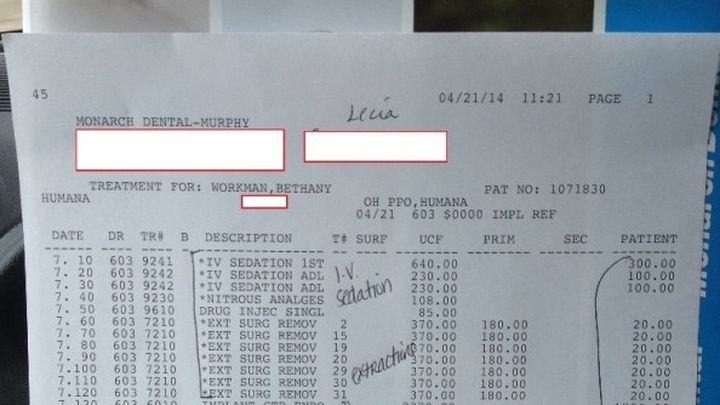 45 04/21/14 11:21 PAGE 1
Lecia
MONARCH DENTAL-MURPHY
TREATMENT FOR: WORKMAN,BETHANY PAT NO: 1071830
HUMANA OH PPO,HUMANA
04/21 603 $0000 IMPL REF
DATE DR TR# B DESCRIPTION T# SURF UCF PRIM SEC PATIENT
7. 10 603 9241 *IV SEDATION 1ST 640.00 300.00
7. 20 603 9242 *IV SEDATION ADL 230.00 100.00
7. 30 603 9242 *IV SEDATION ADL 230.00 100.00
I.V. sedation
7. 40 603 9230 *NITROUS ANALGES 108.00
7. 50 603 9610 DRUG INJEC SINGL 85.00
7. 60 603 7210 *EXT SURG REMOV 2 370.00 180.00 20.00
7. 70 603 7210 *EXT SURG REMOV 15 370.00 180.00 20.00
7. 80 603 7210 *EXT SURG REMOV 19 370.00 180.00 20.00
7. 90 603 7210 *EXT SURG REMOV 20 370.00 180.00 20.00
7.100 603 7210 *EXT SURG REMOV 29 370.00 180.00 20.00
7.110 603 7210 *EXT SURG REMOV 30 370.00 180.00 20.00
7.120 603 7210 *EXT SURG REMOV 31 370.00 180.00 20.00
extractions
7.130 603 6010